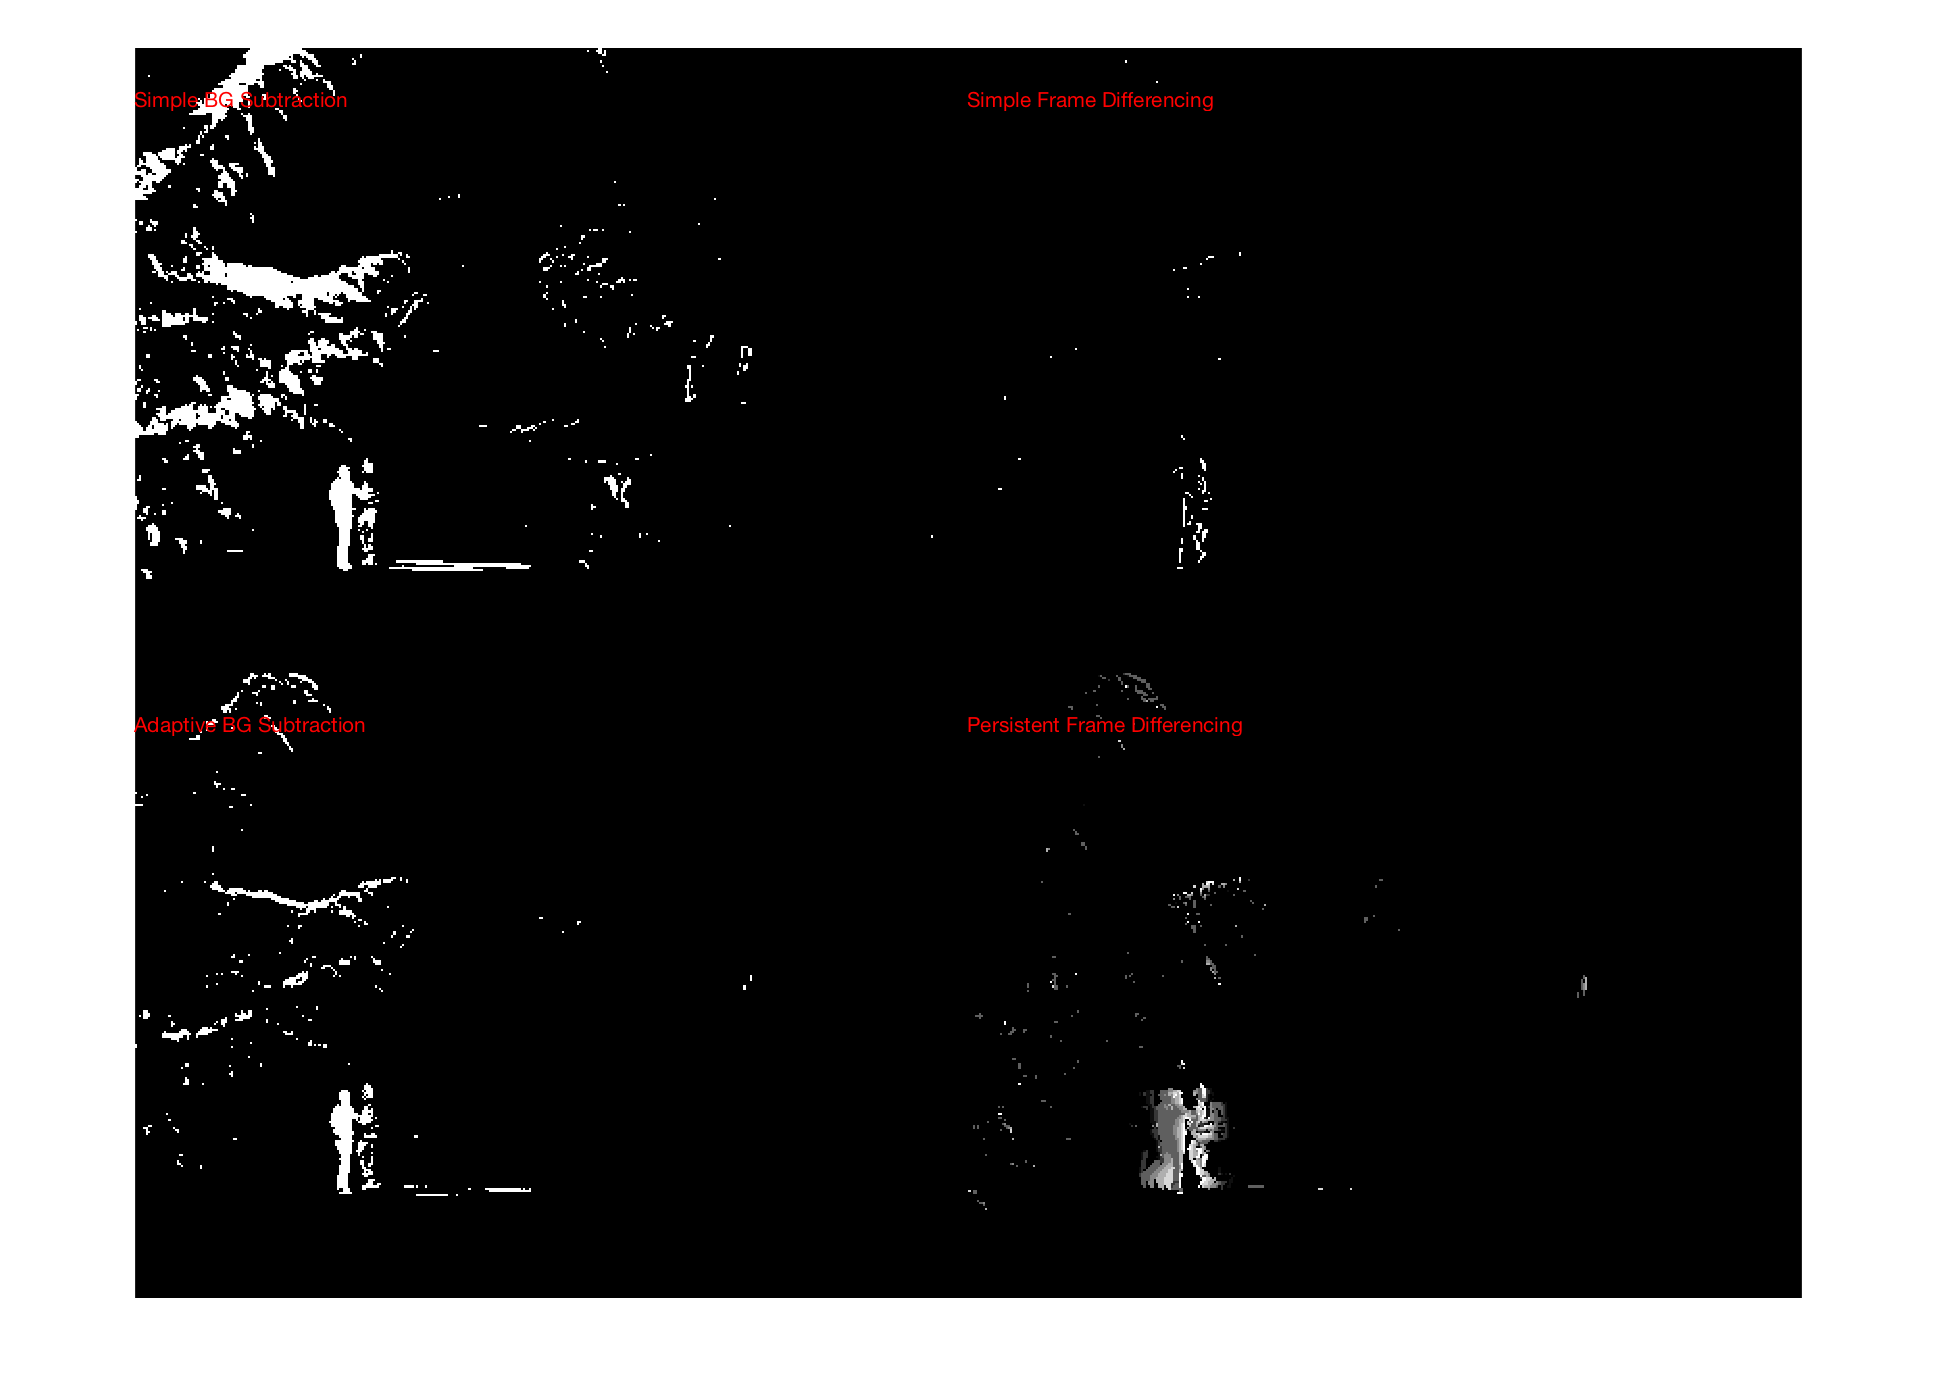 Simple BG Subtraction
Simple Frame Differencing
Adaptive BG Subtraction
Persistent Frame Differencing